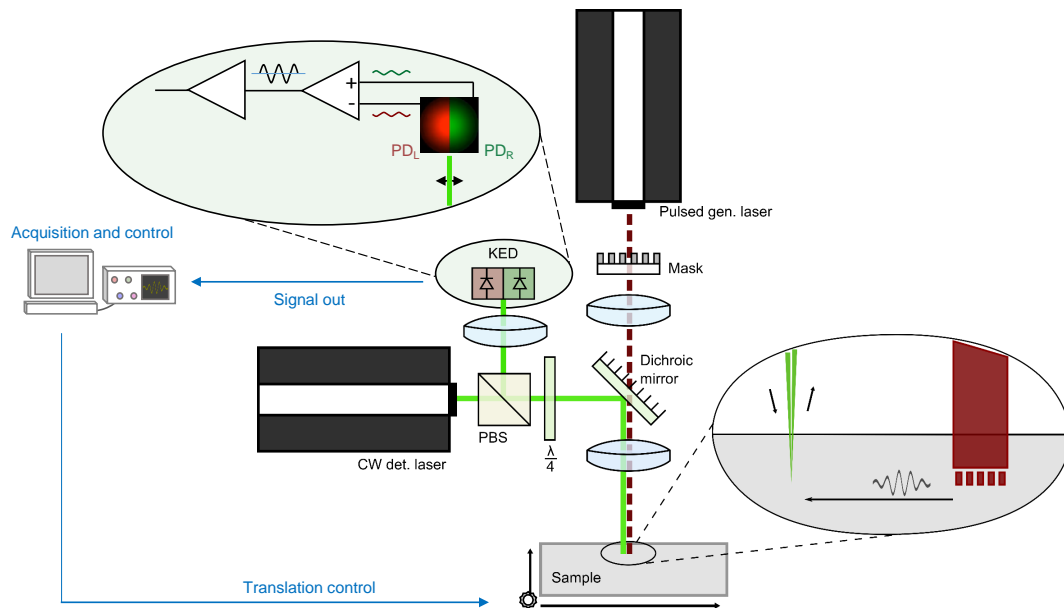 +
-
PD_L
PD_R
Pulsed gen. laser
Acquisition and control
KED
Mask
Signal out
Dichroic
mirror
PBS
λ
4
CW det. laser
Sample
Translation control